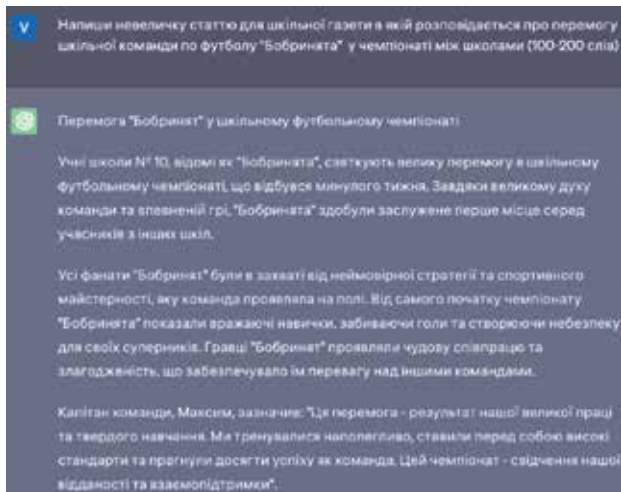 V
Напиши невеличку статтю для шкільної газети в якій розповідається про перемогу
шкільної команди по футболу "Бобринята" у чемпіонаті між школами (100-200 слів)
Перемога "Бобринят" у шкільному футбольному чемпіонаті
Учні школи № 10, відомі як "Бобринята", святкують велику перемогу в шкільному
футбольному чемпіонаті, що відбувся минулого тижня. Завдяки великому духу
команди та впевненій грі, "Бобринята" здобули заслужене перше місце серед
учасників з інших шкіл.
Усі фанати "Бобринят" були в захваті від неймовірної стратегії та спортивного
майстерності, яку команда проявляла на полі. Від самого початку чемпіонату
"Бобринята" показали вражаючі навички, забиваючи голи та створюючи небезпеку
для своїх суперників. Гравці "Бобринят" проявляли чудову співпрацю та
злагодженість, що забезпечувало їм перевагу над іншими командами.
Капітан команди, Максим, зазначив: "Ця перемога - результат нашої великої праці
та твердого навчання. Ми тренувалися наполегливо, ставили перед собою високі
стандарти та прагнули досягти успіху як команда. Цей чемпіонат - свідчення нашої
відданості та взаємопідтримки".